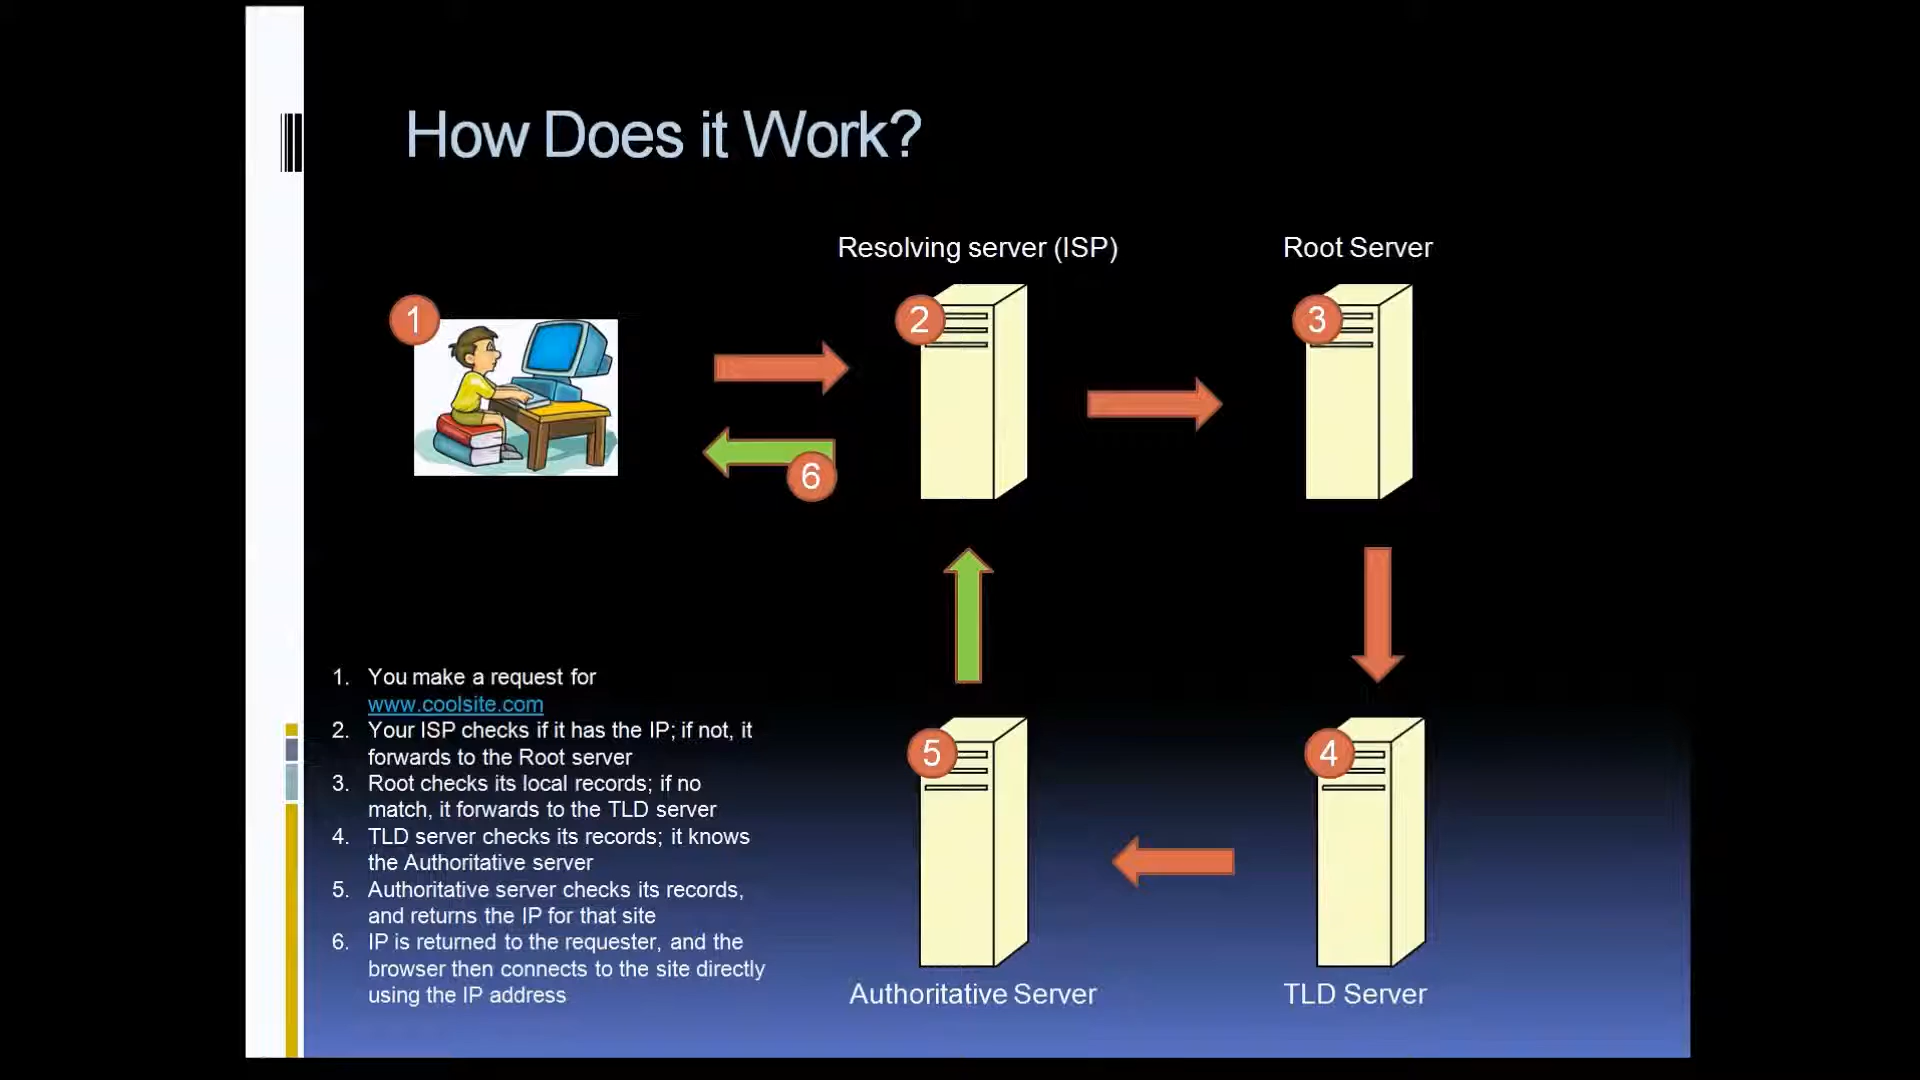 How Does it Work?
Resolving server (ISP)
Root Server
1
2
3
6
1. You make a request for
www.coolsite.com
2. Your ISP checks if it has the IP; if not, it
forwards to the Root server
3. Root checks its local records; if no
match, it forwards to the TLD server
4. TLD server checks its records; it knows
the Authoritative server
5. Authoritative server checks its records,
and returns the IP for that site
6. IP is returned to the requester, and the
browser then connects to the site directly
using the IP address
5
4
Authoritative Server
TLD Server